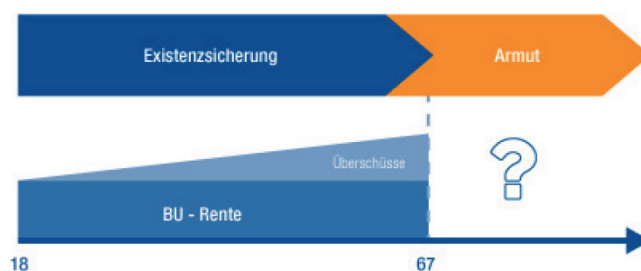 Existenzsicherung
Armut
Überschüsse
?
BU - Rente
18
67